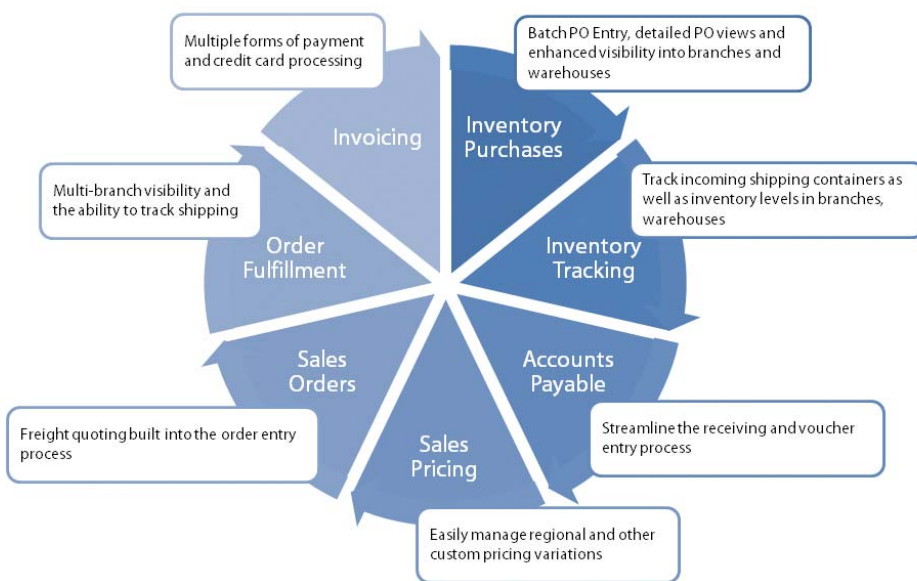 Multiple forms of payment
and credit card processing
Batch PO Entry, detailed PO views and
enhanced visibility into branches and
warehouses
Invoicing
Inventory
Purchases
Multi-branch visibility and
the ability to track shipping
Track incoming shipping containers as
well as inventory levels in branches,
warehouses
Order
Fulfillment
Inventory
Tracking
Sales
Orders
Accounts
Payable
Freight quoting built into the order entry
process
Sales
Pricing
Streamline the receiving and voucher
entry process
Easily manage regional and other
custom pricing variations